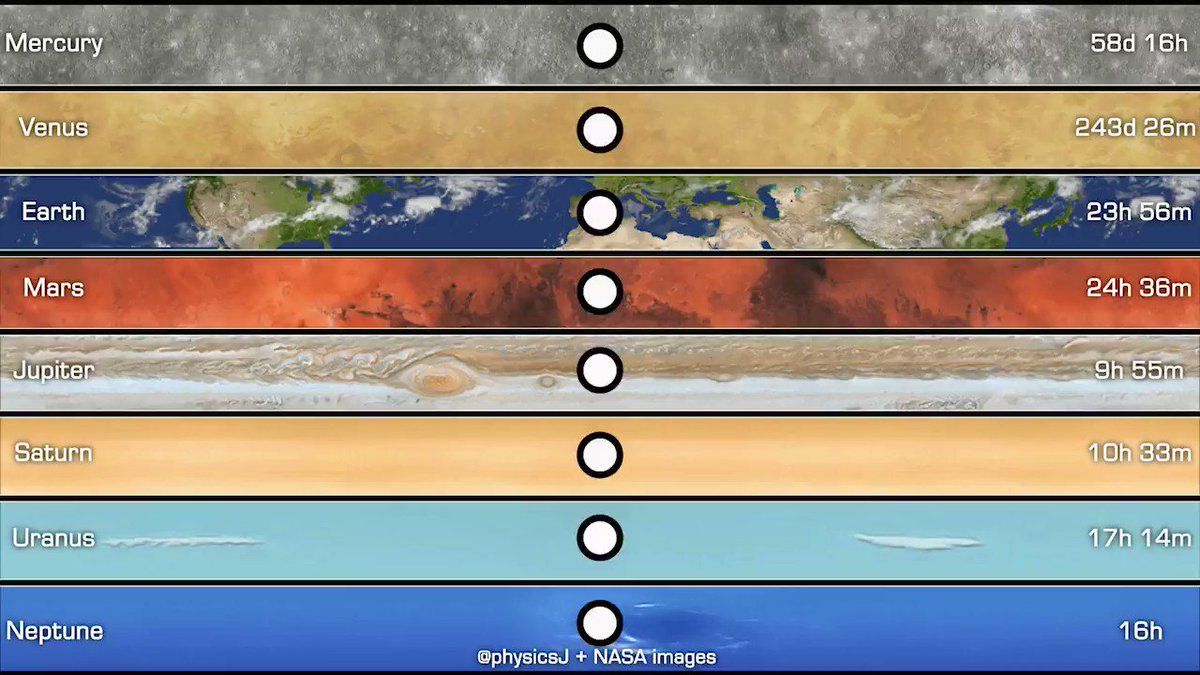 Mercury 58d 16h
Venus 243d 26m
Earth 23h 56m
Mars 24h 36m
Jupiter 9h 55m
Saturn 10h 33m
Uranus 17h 14m
Neptune 16h
@physicsJ + NASA images